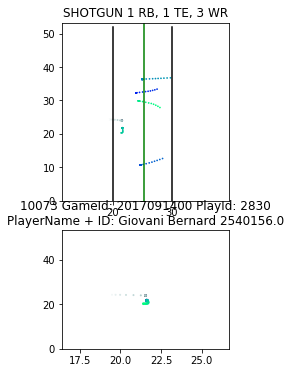 SHOTGUN 1 RB, 1 TE, 3 WR
50
40
30
20
10
0
20 30
10073 GameId: 2017091400 PlayId: 2830
PlayerName + ID: Giovani Bernard 2540156.0
40
20
0
17.5 20.0 22.5 25.0